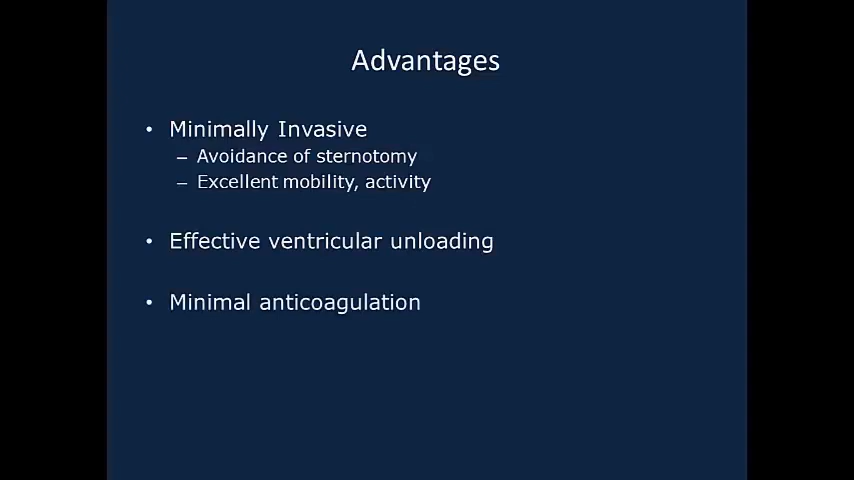 Advantages
• Minimally Invasive
– Avoidance of sternotomy
– Excellent mobility, activity
• Effective ventricular unloading
• Minimal anticoagulation